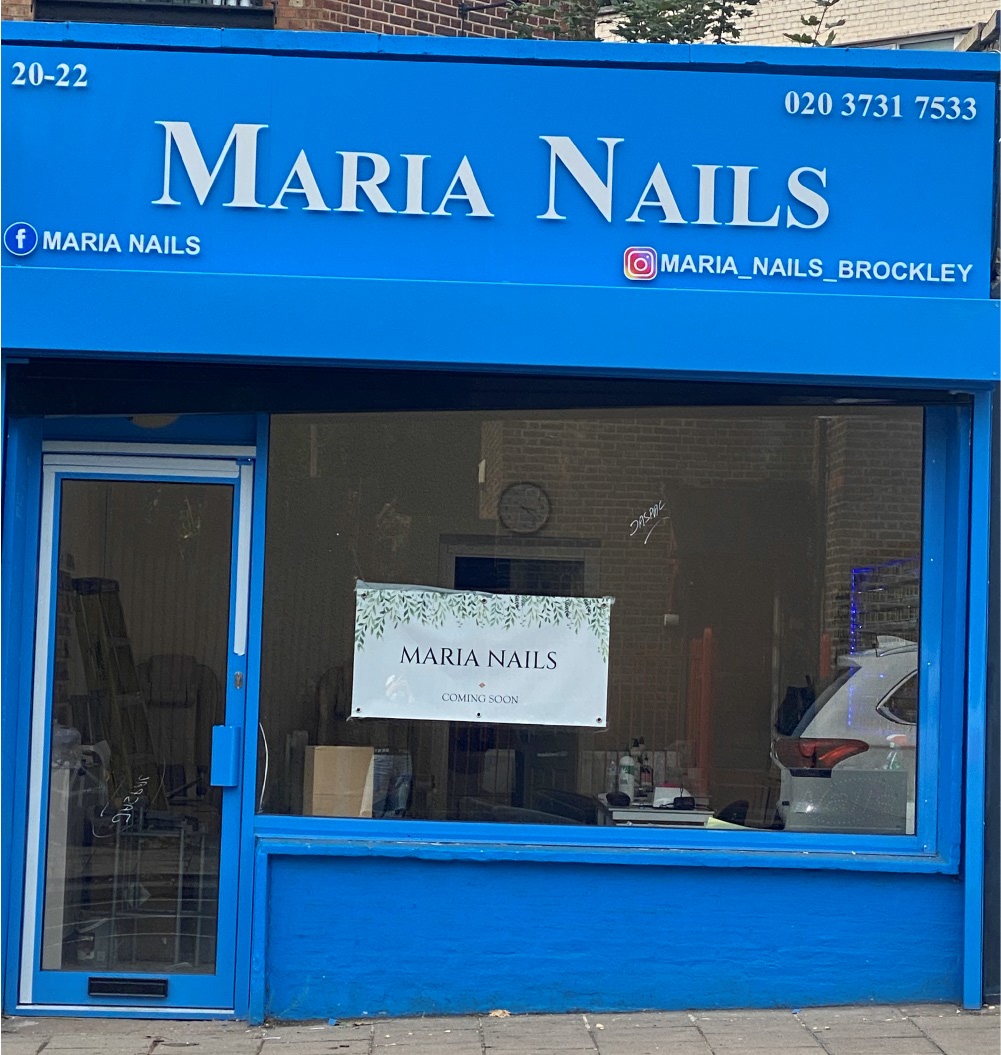 20-22
020 3731 7533
MARIA NAILS
f MARIA NAILS
MARIA_NAILS_BROCKLEY
MARIA NAILS
COMING SOON